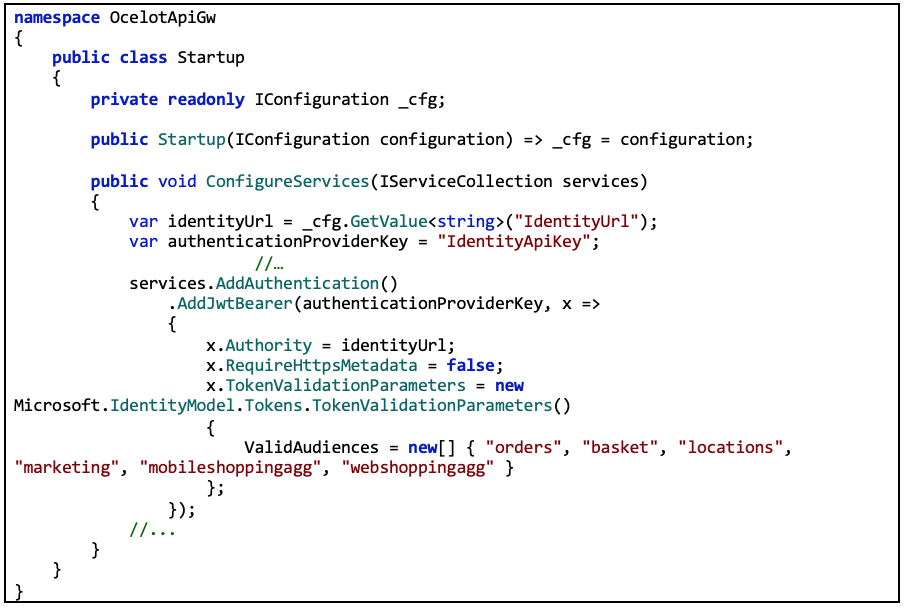 namespace OcelotApiGw
{
    public class Startup
    {
        private readonly IConfiguration _cfg;

        public Startup(IConfiguration configuration) => _cfg = configuration;

        public void ConfigureServices(IServiceCollection services)
        {
            var identityUrl = _cfg.GetValue<string>("IdentityUrl");
            var authenticationProviderKey = "IdentityApiKey";
                         //…
            services.AddAuthentication()
                .AddJwtBearer(authenticationProviderKey, x =>
                {
                    x.Authority = identityUrl;
                    x.RequireHttpsMetadata = false;
                    x.TokenValidationParameters = new
Microsoft.IdentityModel.Tokens.TokenValidationParameters()
                    {
                        ValidAudiences = new[] { "orders", "basket", "locations",
"marketing", "mobileshoppingagg", "webshoppingagg" }
                    };
                });
            //...
        }
    }
}